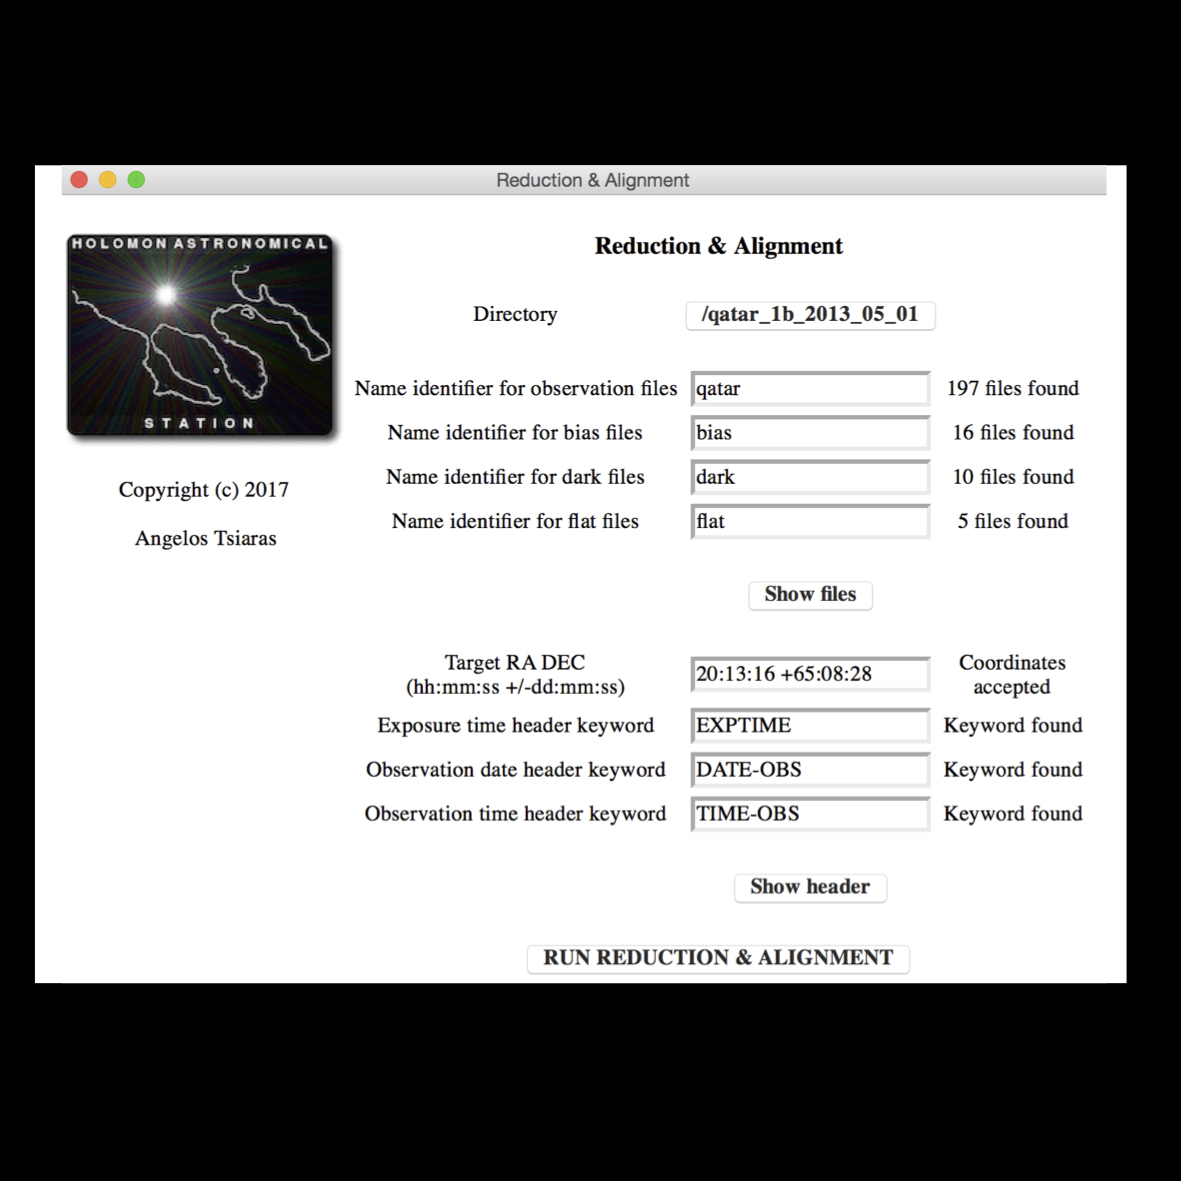 Reduction & Alignment
HOLOMON ASTRONOMICAL
STATION
Copyright (c) 2017
Angelos Tsiaras
Reduction & Alignment
Directory /qatar_1b_2013_05_01
Name identifier for observation files qatar 197 files found
Name identifier for bias files bias 16 files found
Name identifier for dark files dark 10 files found
Name identifier for flat files flat 5 files found
Show files
Target RA DEC
(hh:mm:ss +/-dd:mm:ss) 20:13:16 +65:08:28 Coordinates
accepted
Exposure time header keyword EXPTIME Keyword found
Observation date header keyword DATE-OBS Keyword found
Observation time header keyword TIME-OBS Keyword found
Show header
RUN REDUCTION & ALIGNMENT